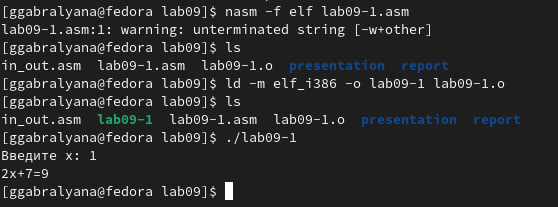 [ggabralyana@fedora lab09]$ nasm -f elf lab09-1.asm
lab09-1.asm:1: warning: unterminated string [-w+other]
[ggabralyana@fedora lab09]$ ls
in_out.asm  lab09-1.asm  lab09-1.o  presentation  report
[ggabralyana@fedora lab09]$ ld -m elf_i386 -o lab09-1 lab09-1.o
[ggabralyana@fedora lab09]$ ls
in_out.asm  lab09-1  lab09-1.asm  lab09-1.o  presentation  report
[ggabralyana@fedora lab09]$ ./lab09-1
Введите x: 1
2x+7=9
[ggabralyana@fedora lab09]$